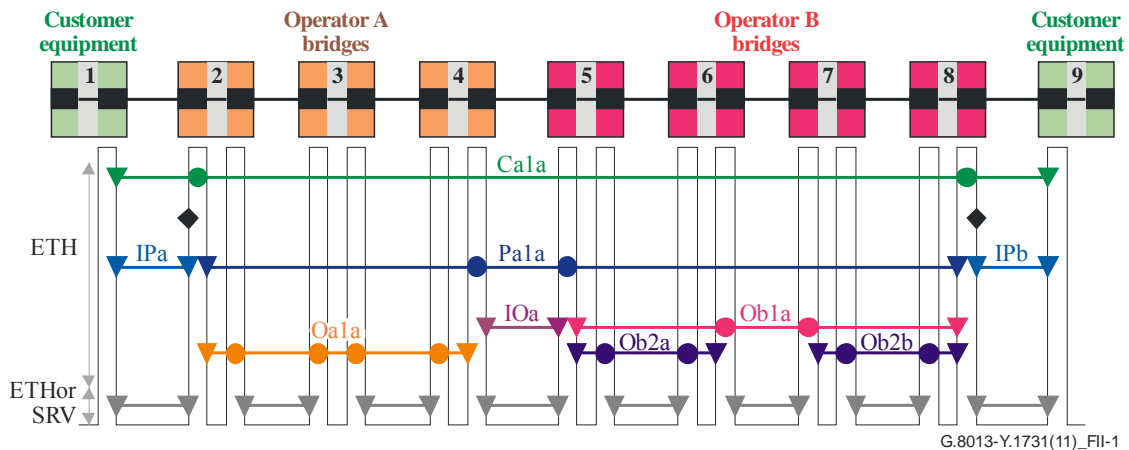 Customer
equipment
Operator A
bridges
Operator B
bridges
Customer
equipment
1 2 3 4 5 6 7 8 9
Ca1a
ETH
IPa
Pa1a
IPb
IOa
Ob1a
Oa1a
Ob2a
Ob2b
ETHor
SRV
G.8013-Y.1731(11)_FII-1